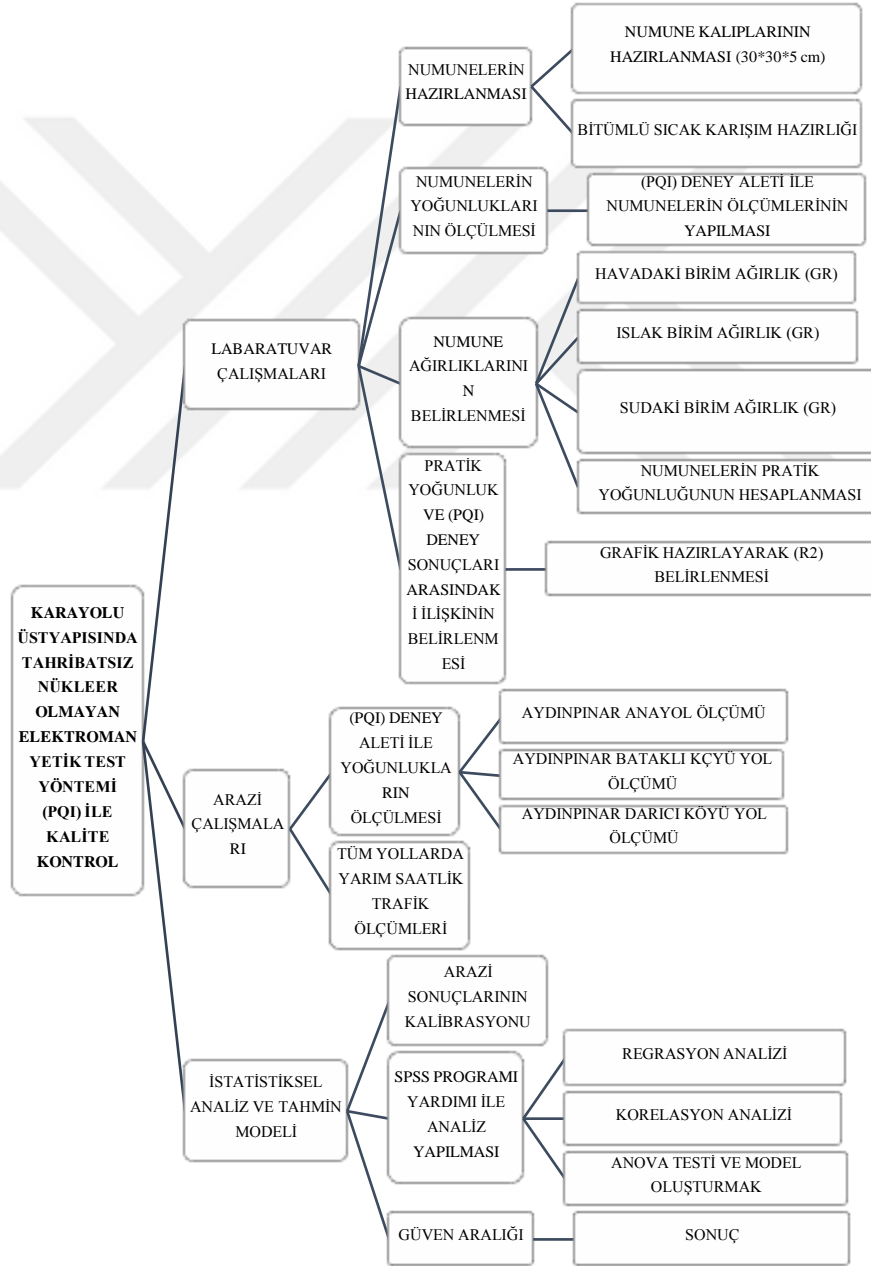 KARAYOLU
ÜSTYAPISINDA
TAHRİBATSIZ
NÜKLEER
OLMAYAN
ELEKTROMAN
YETİK TEST
YÖNTEMİ
(PQI) İLE
KALİTE
KONTROL
LABARATUVAR
ÇALIŞMALARI
NUMUNELERİN
HAZIRLANMASI
NUMUNE KALIPLARININ
HAZIRLANMASI (30*30*5 cm)
BİTÜMLÜ SICAK KARIŞIM HAZIRLIĞI
NUMUNELERİN
YOĞUNLUKLARI
NIN ÖLÇÜLMESİ
(PQI) DENEY ALETİ İLE
NUMUNELERİN ÖLÇÜMLERİNİN
YAPILMASI
NUMUNE
AĞIRLIKLARINI
N
BELİRLENMESİ
HAVADAKİ BİRİM AĞIRLIK (GR)
ISLAK BİRİM AĞIRLIK (GR)
SUDAKİ BİRİM AĞIRLIK (GR)
NUMUNELERİN PRATİK
YOĞUNLUĞUNUN HESAPLANMASI
PRATİK
YOĞUNLUK
VE (PQI)
DENEY
SONUÇLARI
ARASINDAK
İ İLİŞKİNİN
BELİRLENM
ESİ
GRAFİK HAZIRLAYARAK (R2)
BELİRLENMESİ
ARAZİ
ÇALIŞMALA
RI
(PQI) DENEY
ALETİ İLE
YOĞUNLUKLA
RIN
ÖLÇÜLMESİ
AYDINPINAR ANAYOL ÖLÇÜMÜ
AYDINPINAR BATAKLI KÇYÜ YOL
ÖLÇÜMÜ
AYDINPINAR DARICI KÖYÜ YOL
ÖLÇÜMÜ
TÜM YOLLARDA
YARIM SAATLİK
TRAFİK
ÖLÇÜMLERİ
İSTATİSTİKSEL
ANALİZ VE TAHMİN
MODELİ
ARAZİ
SONUÇLARININ
KALİBRASYONU
SPSS PROGRAMI
YARDIMI İLE
ANALİZ
YAPILMASI
REGRASYON ANALİZİ
KORELASYON ANALİZİ
ANOVA TESTİ VE MODEL
OLUŞTURMAK
GÜVEN ARALIĞI
SONUÇ